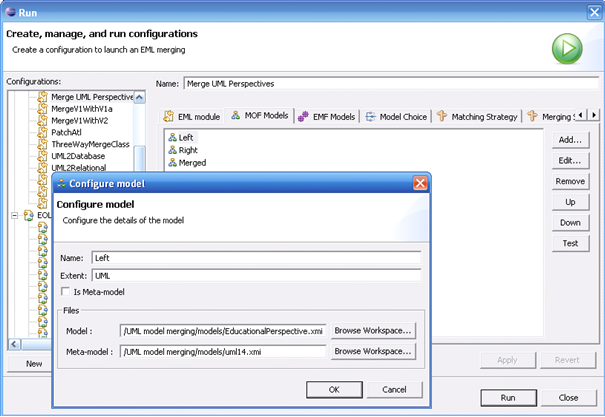 Run
Create, manage, and run configurations
Create a configuration to launch an EML merging
Configurations:
Name: Merge UML Perspectives
Merge UML Perspective
MergeV1WithV1a
MergeV1WithV2
PatchAtl
ThreeWayMergeClass
UML2Database
UML2Relational
EOL
New
EML module
MOF Models
EMF Models
Model Choice
Matching Strategy
Merging S
Left
Right
Merged
Add...
Edit...
Remove
Up
Down
Test
Configure model
Configure model
Configure the details of the model
Name: Left
Extent: UML
Is Meta-model
Files
Model : /UML model merging/models/EducationalPerspective.xmi Browse Workspace...
Meta-model : /UML model merging/models/uml14.xmi Browse Workspace...
OK Cancel
Apply Revert
Run Close